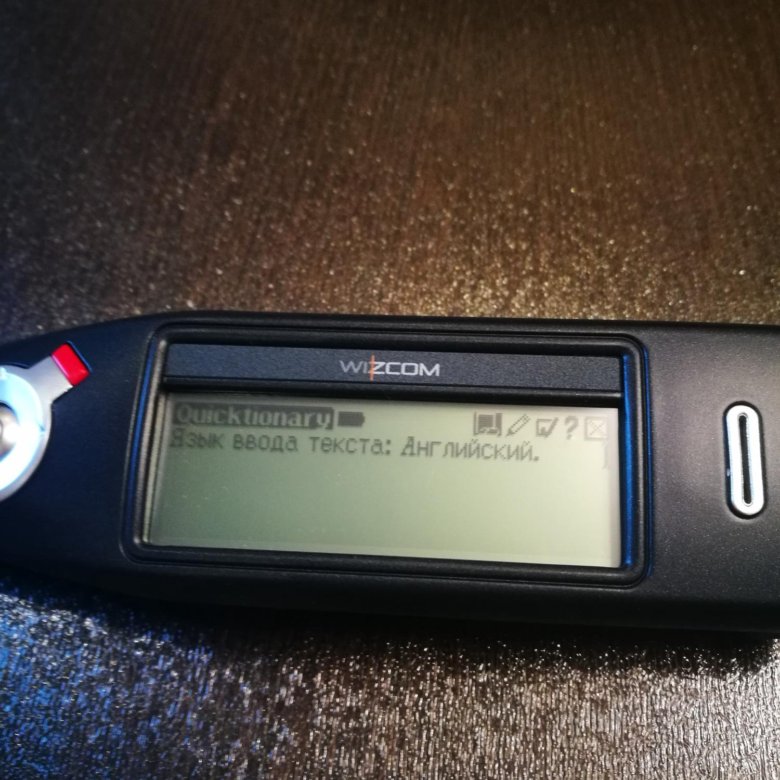 WIZCOM
Quicktionary
?
Язык ввода текста: Английский.